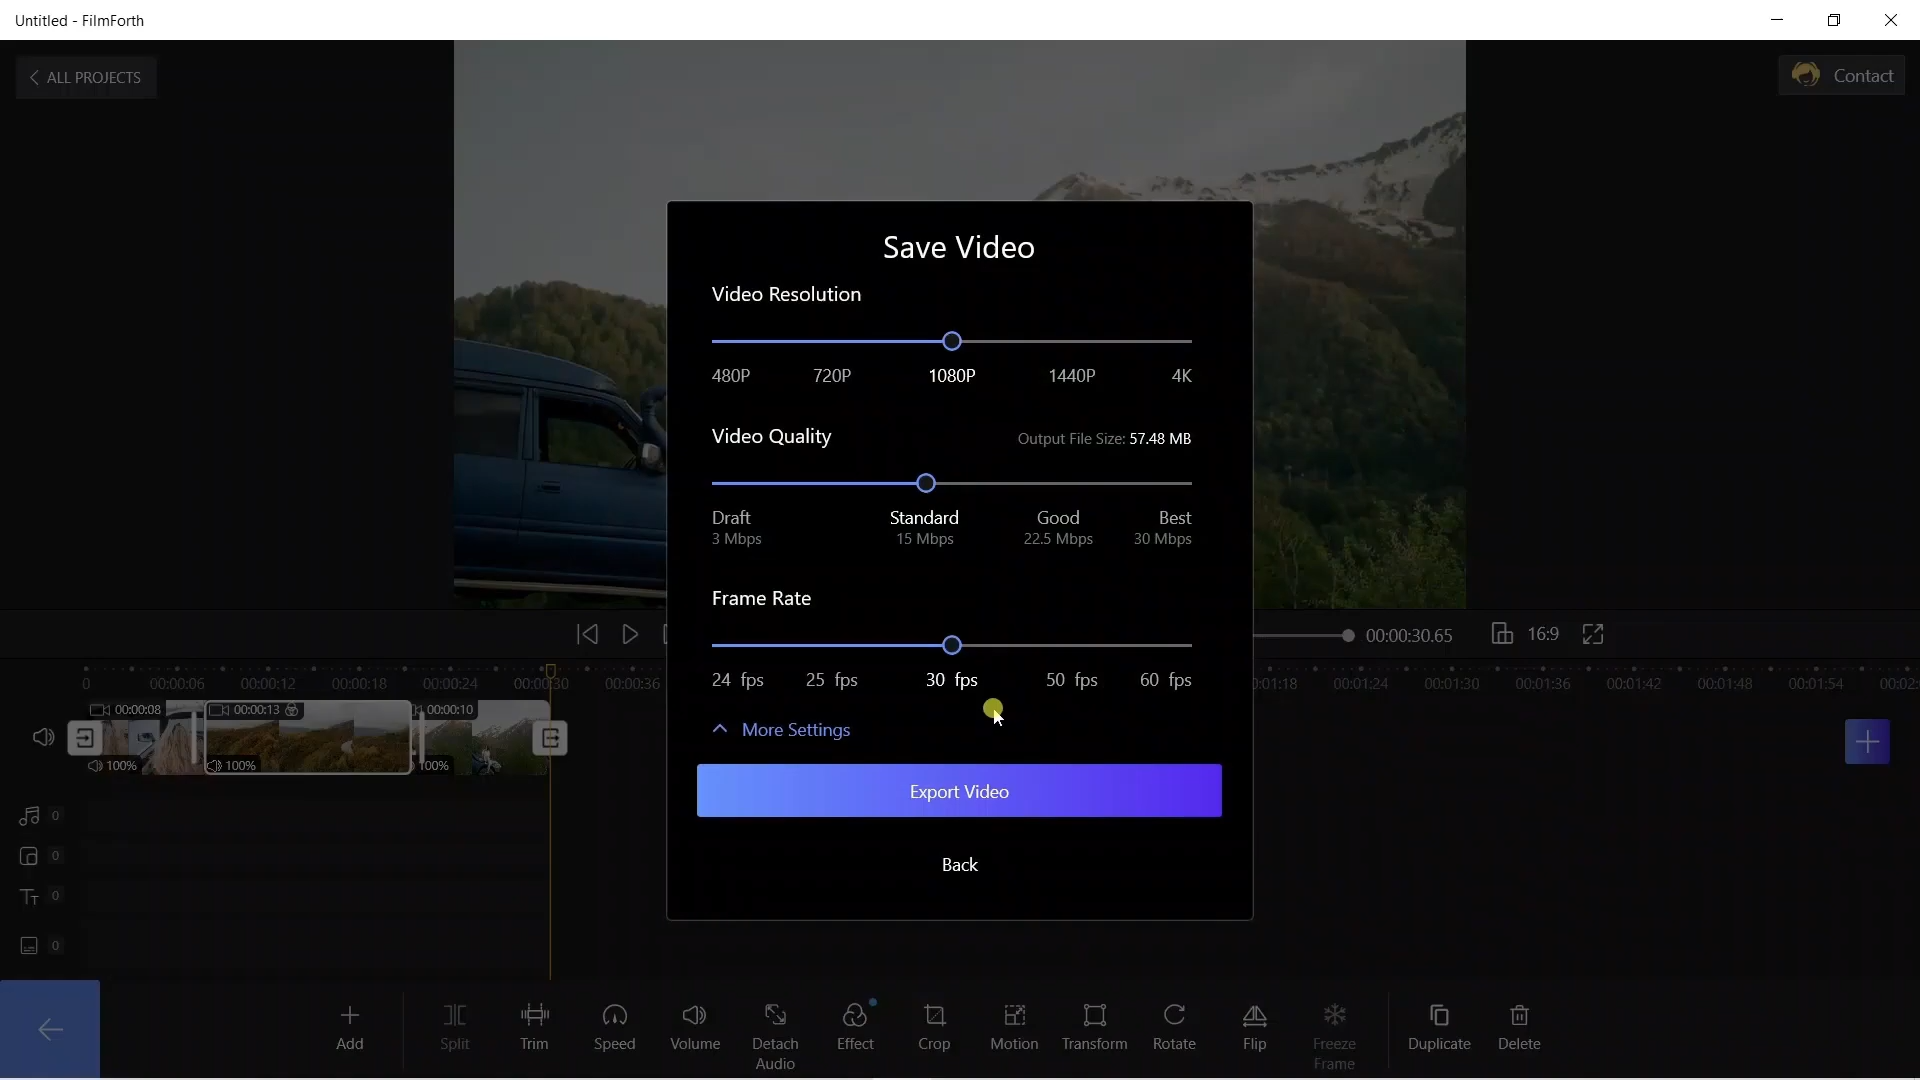 Untitled - FilmForth
ALL PROJECTS
Contact
Save Video
Video Resolution
480P 720P 1080P 1440P 4K
Video Quality
Output File Size: 57.48 MB
Draft Standard Good Best
3 Mbps 15 Mbps 22.5 Mbps 30 Mbps
Frame Rate
24 fps 25 fps 30 fps 50 fps 60 fps
More Settings
Export Video
Back
00:00:30.65
16:9
0 00:00:06 00:00:12 00:00:18 00:00:24 00:00:30 00:00:36
:01:18 00:01:24 00:01:30 00:01:36 00:01:42 00:01:48 00:01:54 00:02:
00:00:08 00:00:13 00:00:10
100% 100% 100%
0
0
0
0
Add
Split
Trim
Speed
Volume
Detach
Audio
Effect
Crop
Motion
Transform
Rotate
Flip
Freeze
Frame
Duplicate
Delete